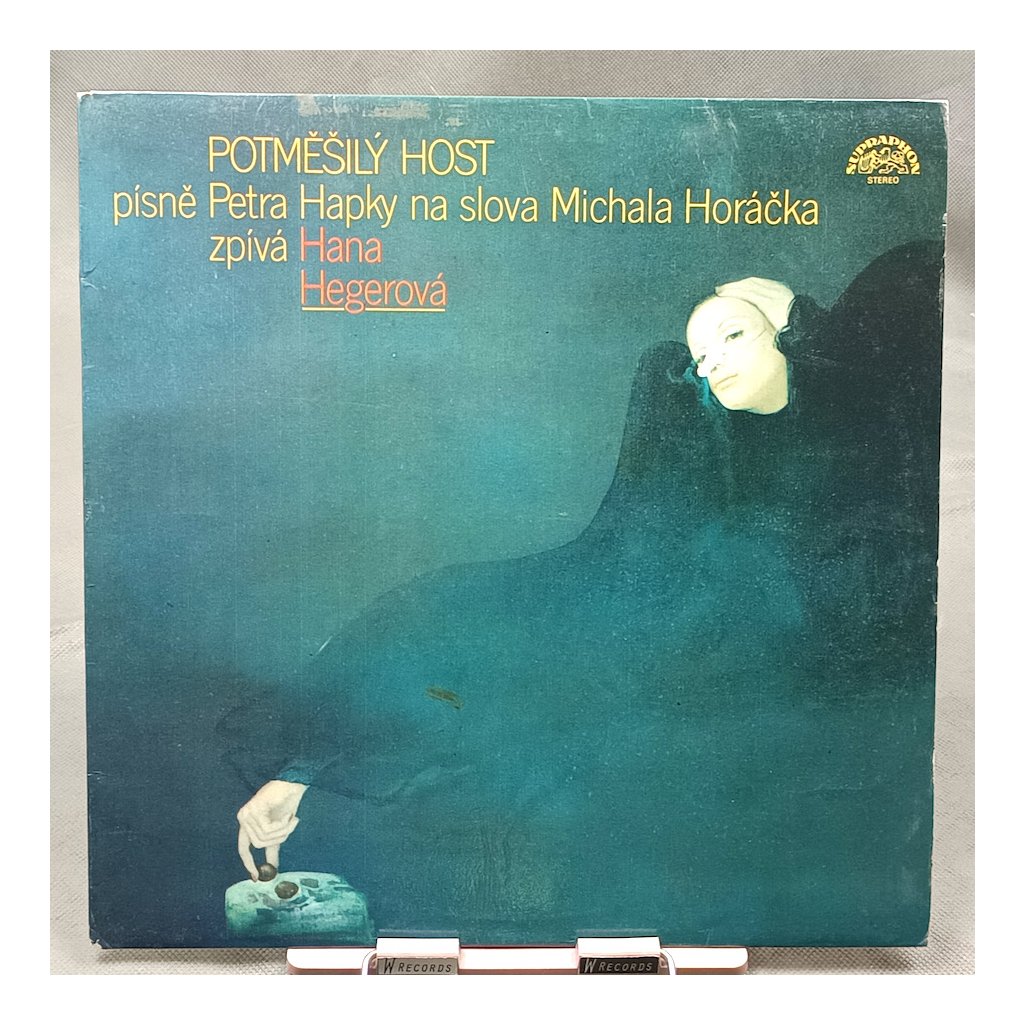 POTMĚŠILÝ HOST
SUPRAPHON
STEREO
písně Petra Hapky na slova Michala Horáčka
zpívá Hana
Hegerová
W RECORDS
W RECORDS